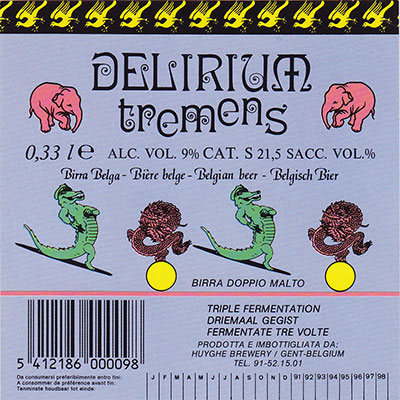 DELIRIUM
tremens
0,33 l e ALC. VOL. 9% CAT. S 21,5 SACC. VOL.%
Birra Belga - Bière belge - Belgian beer - Belgisch Bier
BIRRA DOPPIO MALTO
TRIPLE FERMENTATION
DRIEMAAL GEGIST
FERMENTATE TRE VOLTE
PRODOTTA E IMBOTTIGLIATA DA:
HUYGHE BREWERY / GENT-BELGIUM
TEL. 91-52.15.01
5 412186 000098
Da consumarsi preferibilmente entro fini:
A consommer de préférence avant fin:
Tenminste houdbaar tot einde:
J F M A M J J A S O N D 91 92 93 94 95 96 97 98